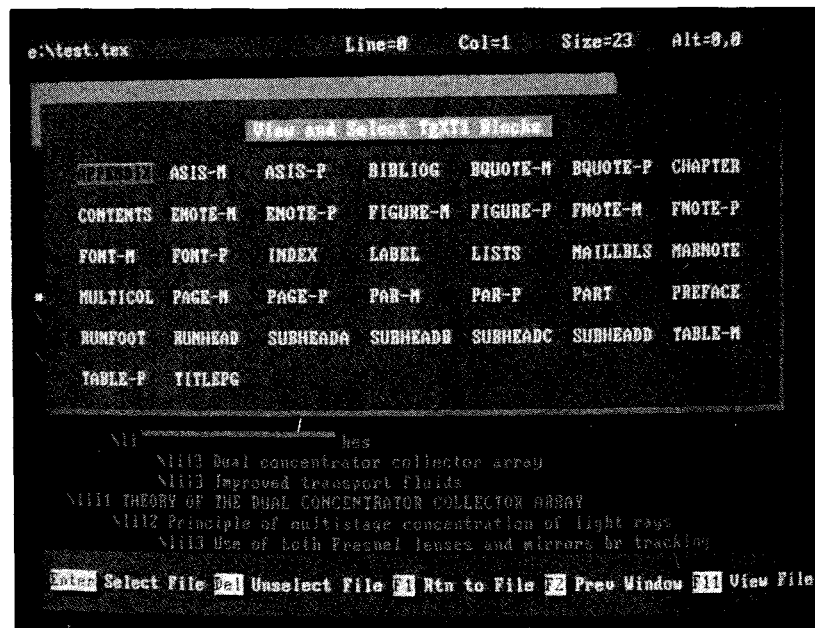 e:\test.tex Line=0 Col=1 Size=23 Alt=0,0
View and Select TEXT1 Blocks
APPENDIX ASIS-M ASIS-P BIBLIOG BQUOTE-M BQUOTE-P CHAPTER
CONTENTS ENOTE-M ENOTE-P FIGURE-M FIGURE-P FNOTE-M FNOTE-P
FONT-M FONT-P INDEX LABEL LISTS MAILLBLS MARNOTE
* MULTICOL PAGE-M PAGE-P PAR-M PAR-P PART PREFACE
RUNFOOT RUNHEAD SUBHEADA SUBHEADB SUBHEADC SUBHEADD TABLE-M
TABLE-P TITLEPG
hes
\lii3 Dual concentrator collector array
\lii3 Improved transport fluids
\lii1 THEORY OF THE DUAL CONCENTRATOR COLLECTOR ARRAY
\lii2 Principle of multistage concentration of light rays
\lii3 Use of both Fresnel lenses and mirrors by tracking
Enter Select File Del Unselect File F1 Rtn to File F2 Prev Window F11 View File